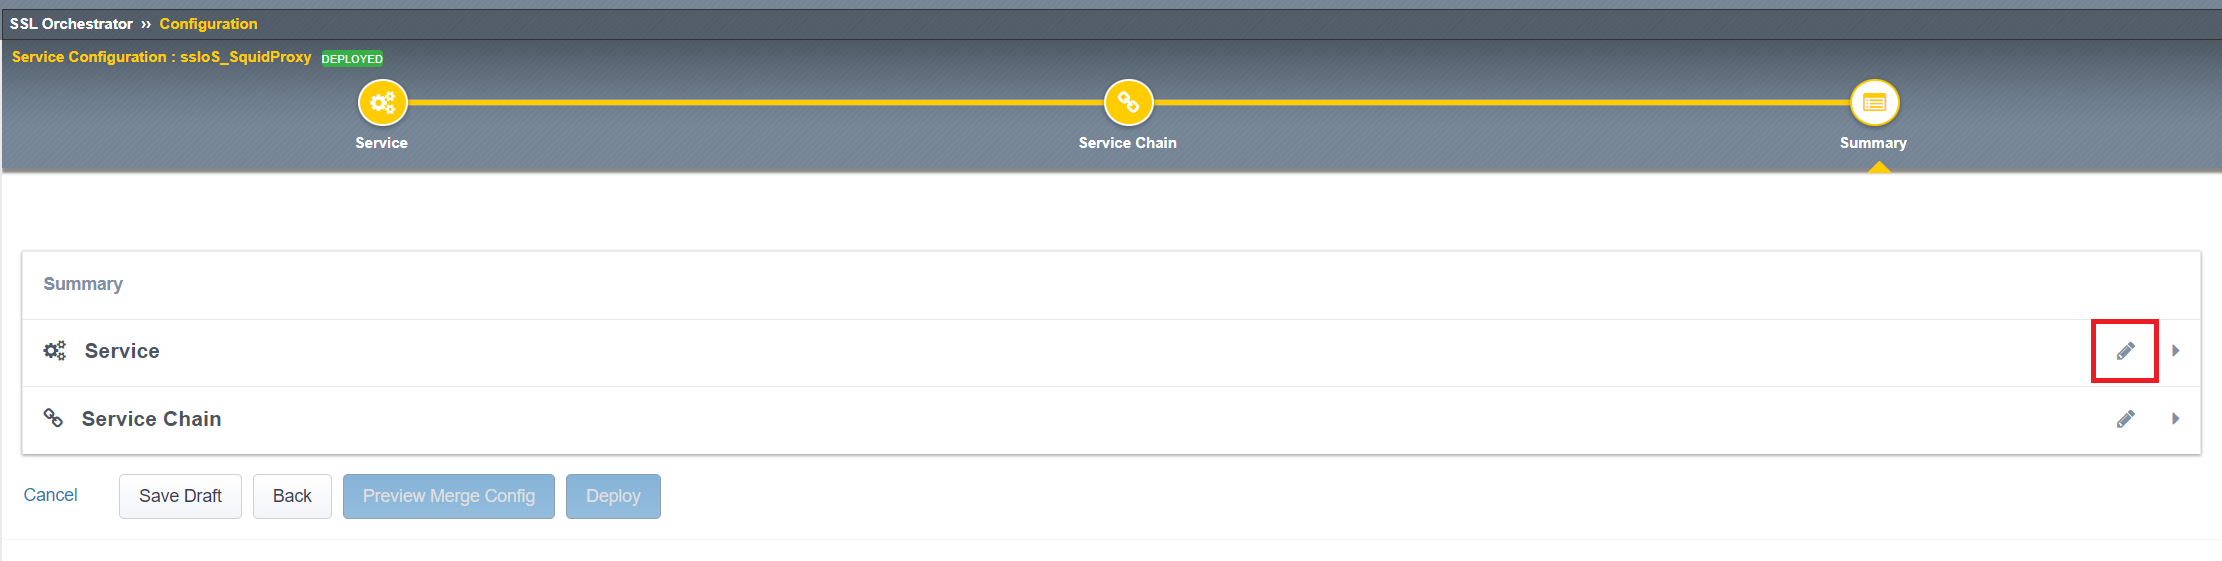 SSL Orchestrator ›› Configuration
Service Configuration : ssloS_SquidProxy DEPLOYED
Service Service Chain Summary
Summary
Service
Service Chain
Cancel Save Draft Back Preview Merge Config Deploy